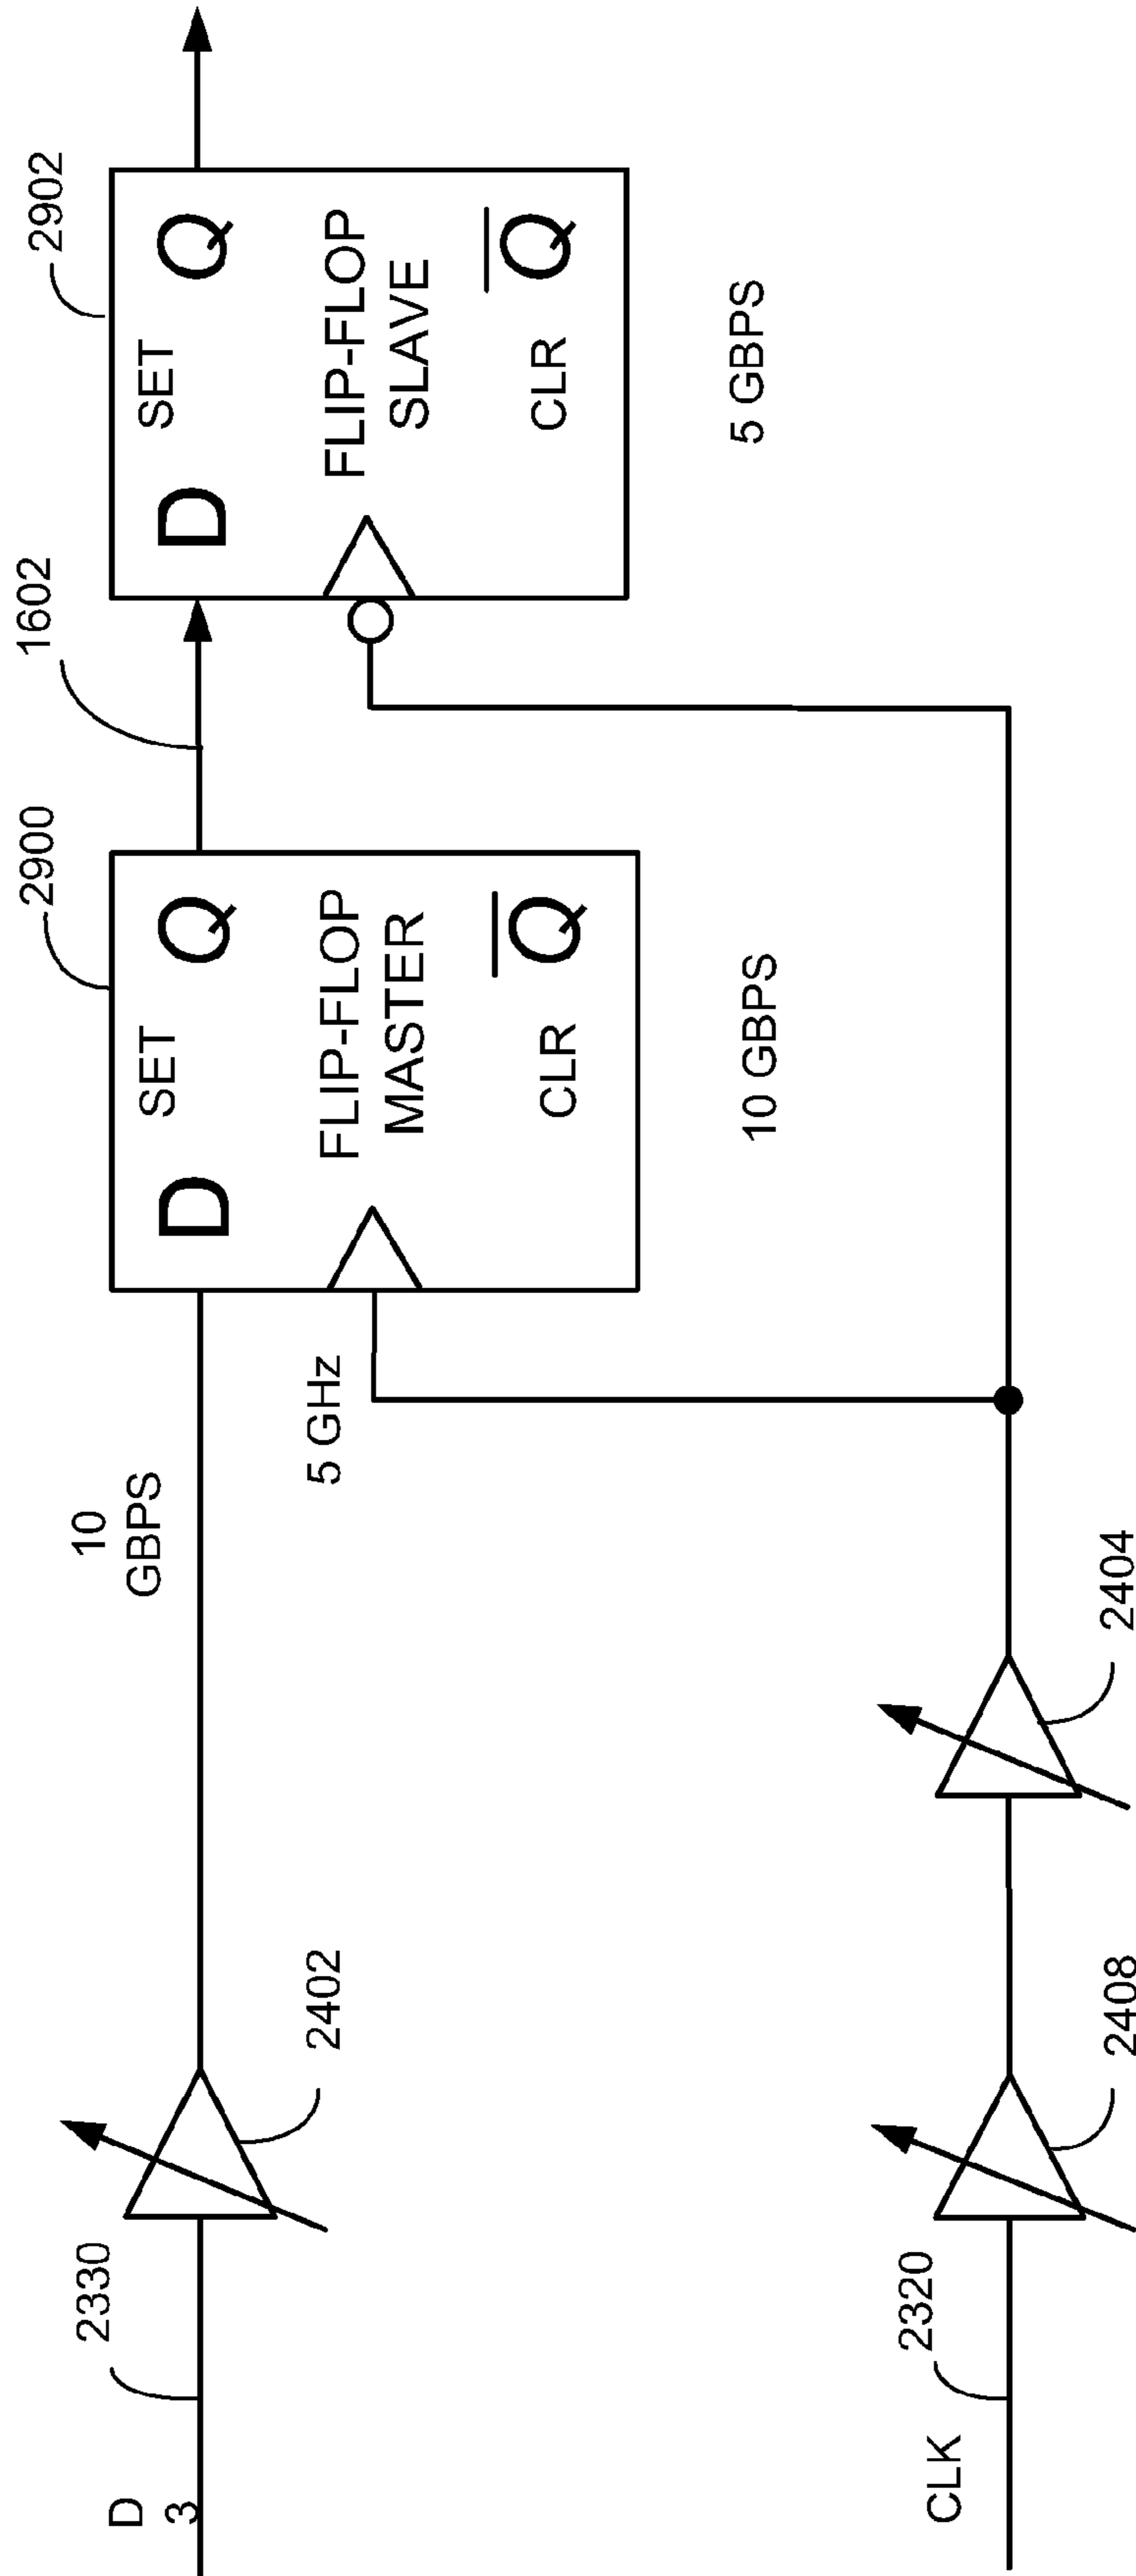 D
3
2330
2402
10
GBPS
5 GHz
2900
SET
D Q
FLIP-FLOP
MASTER
CLR Q
10 GBPS
1602
2902
SET
D Q
FLIP-FLOP
SLAVE
CLR Q
5 GBPS
CLK
2320
2408
2404